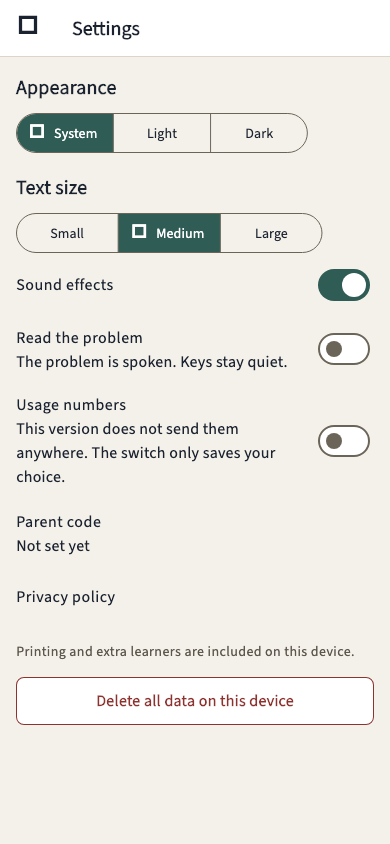 Settings
Appearance
System Light Dark
Text size
Small Medium Large
Sound effects
Read the problem
The problem is spoken. Keys stay quiet.
Usage numbers
This version does not send them
anywhere. The switch only saves your
choice.
Parent code
Not set yet
Privacy policy
Printing and extra learners are included on this device.
Delete all data on this device